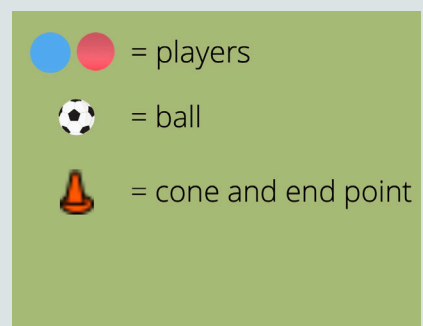 = players
= ball
= cone and end point